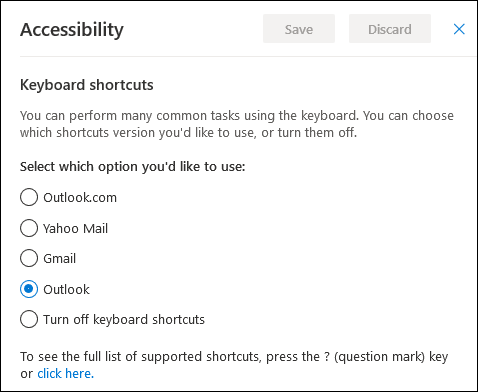 Accessibility
Save
Discard
Keyboard shortcuts
You can perform many common tasks using the keyboard. You can choose
which shortcuts version you'd like to use, or turn them off.
Select which option you'd like to use:
Outlook.com
Yahoo Mail
Gmail
Outlook
Turn off keyboard shortcuts
To see the full list of supported shortcuts, press the ? (question mark) key
or click here.